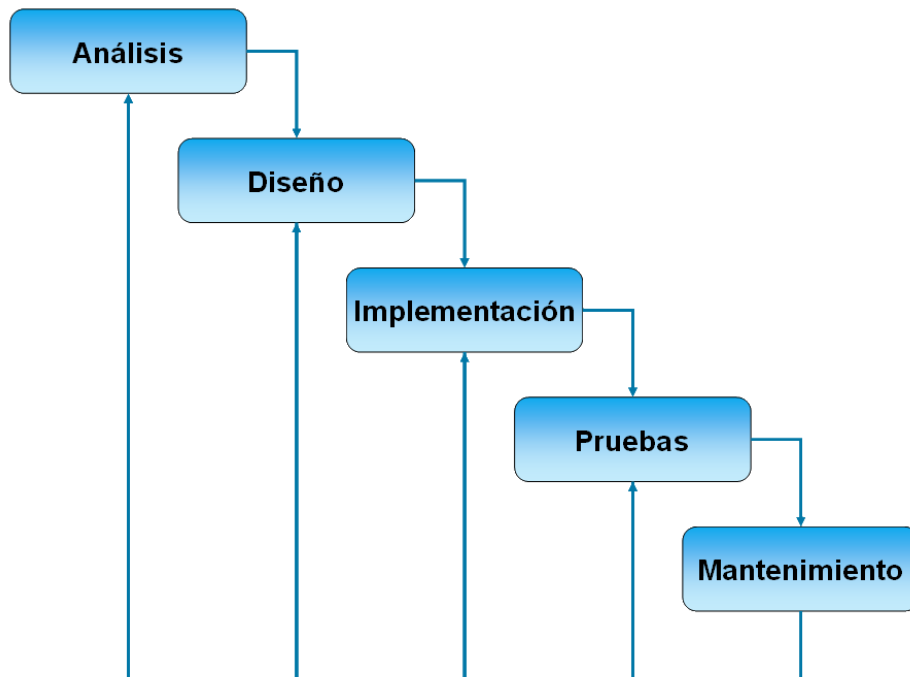 Análisis
Diseño
Implementación
Pruebas
Mantenimiento